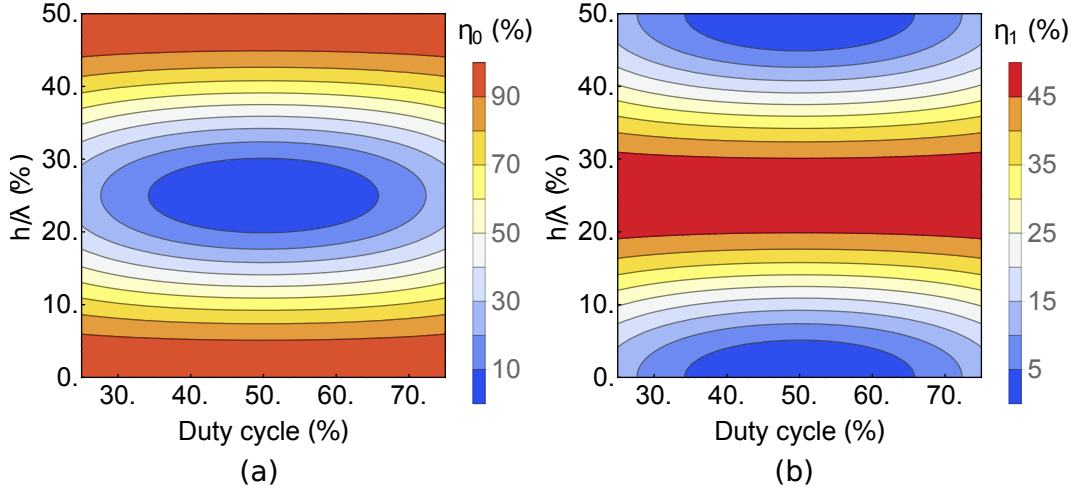 50.
40.
30.
20.
10.
0.
h/λ (%)
30. 40. 50. 60. 70.
Duty cycle (%)
η0 (%)
90
70
50
30
10
(a)
50.
40.
30.
20.
10.
0.
h/λ (%)
30. 40. 50. 60. 70.
Duty cycle (%)
η1 (%)
45
35
25
15
5
(b)